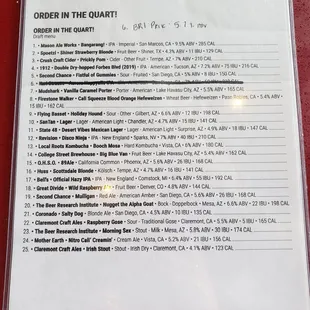 ORDER IN THE QUART!
6. BRI
ORDER IN THE QUART!
Draft menu
1 • Mason Ale Works • Bangarang! • IPA - Imperial • San Marcos, CA • 9.5% ABV • 285 CAL
2 • Spoetzl • Shiner Strawberry Blonde • Fruit Beer • Shiner, TX • 4.3% ABV • 11 IBU • 129 CAL
3 • Crush Craft Cider • Prickly Pom • Cider - Other Fruit • Tempe, AZ • 7% ABV • 210 CAL
4 • 1912 • Double Dry-hopped Forbes Blend (2019) • IPA - American • Tucson, AZ • 7.2% ABV • 216 CAL
5 • Second Chance • Fistful of Gummies • Sour - Fruited • San Diego, CA • 5% ABV • 8 IBU • 150 CAL
7 • Mudshark • Vanilla Caramel Porter • Porter - American • Lake Havasu City, AZ • 5.5% ABV • 165 CAL
8 • Firestone Walker • Call Squeeze Blood Orange Hefeweizen • Wheat Beer - Hefeweizen • Paso Robles, CA • 5.4% ABV • 15 IBU • 162 CAL
9 • Flying Basset • Holiday Hound • Sour - Other • Gilbert, AZ • 6.6% ABV • 12 IBU • 198 CAL
10 • SanTan • Lager • Lager - American Light • Chandler, AZ • 4.7% ABV • 15 IBU • 141 CAL
11 • State 48 • Desert Vibes Mexican Lager • Lager - American Light • Surprise, AZ • 4.9% ABV • 18 IBU • 147 CAL
12 • Revision • Disco Ninja • IPA - New England • Sparks, NV • 7% ABV • 65 IBU • 210 CAL
13 • Local Roots Kombucha • Booch Mosa • Hard Kombucha • Vista, CA • 6% ABV • 180 CAL
14 • College Street Brewhouse • Big Blue Van • Fruit Beer • Lake Havasu City, AZ • 5.4% ABV • 162 CAL
15 • O.H.S.O. • 89Ale • California Common • Phoenix, AZ • 5.6% ABV • 26 IBU • 168 CAL
16 • Huss • Scottsdale Blonde • Kölsch • Tempe, AZ • 4.7% ABV • 16 IBU • 141 CAL
17 • Bell's • Official Hazy IPA • IPA - New England • Comstock, MI • 6.4% ABV • 55 IBU • 192 CAL
18 • Great Divide • Wild Raspberry • Fruit Beer • Denver, CO • 4.8% ABV • 144 CAL
19 • Second Chance • Mulligan • Red Ale - American Amber • San Diego, CA • 5.6% ABV • 26 IBU • 168 CAL
20 • The Beer Research Institute • Nugget the Alpha Goat • Bock - Doppelbock • Mesa, AZ • 6.6% ABV • 22 IBU • 198 CAL
21 • Coronado • Salty Dog • Blonde Ale • San Diego, CA • 4.5% ABV • 10 IBU • 135 CAL
22 • Claremont Craft Ales • Raspberry Gose • Sour - Traditional Gose • Claremont, CA • 5.5% ABV • 5 IBU • 165 CAL
23 • The Beer Research Institute • Morning Sex • Stout - Milk • Mesa, AZ • 5.8% ABV • 30 IBU • 174 CAL
24 • Mother Earth • Nitro Cali' Creamin' • Cream Ale • Vista, CA • 5.2% ABV • 21 IBU • 156 CAL
25 • Claremont Craft Ales • Irish Stout • Stout - Irish Dry • Claremont, CA • 4.1% ABV • 123 CAL